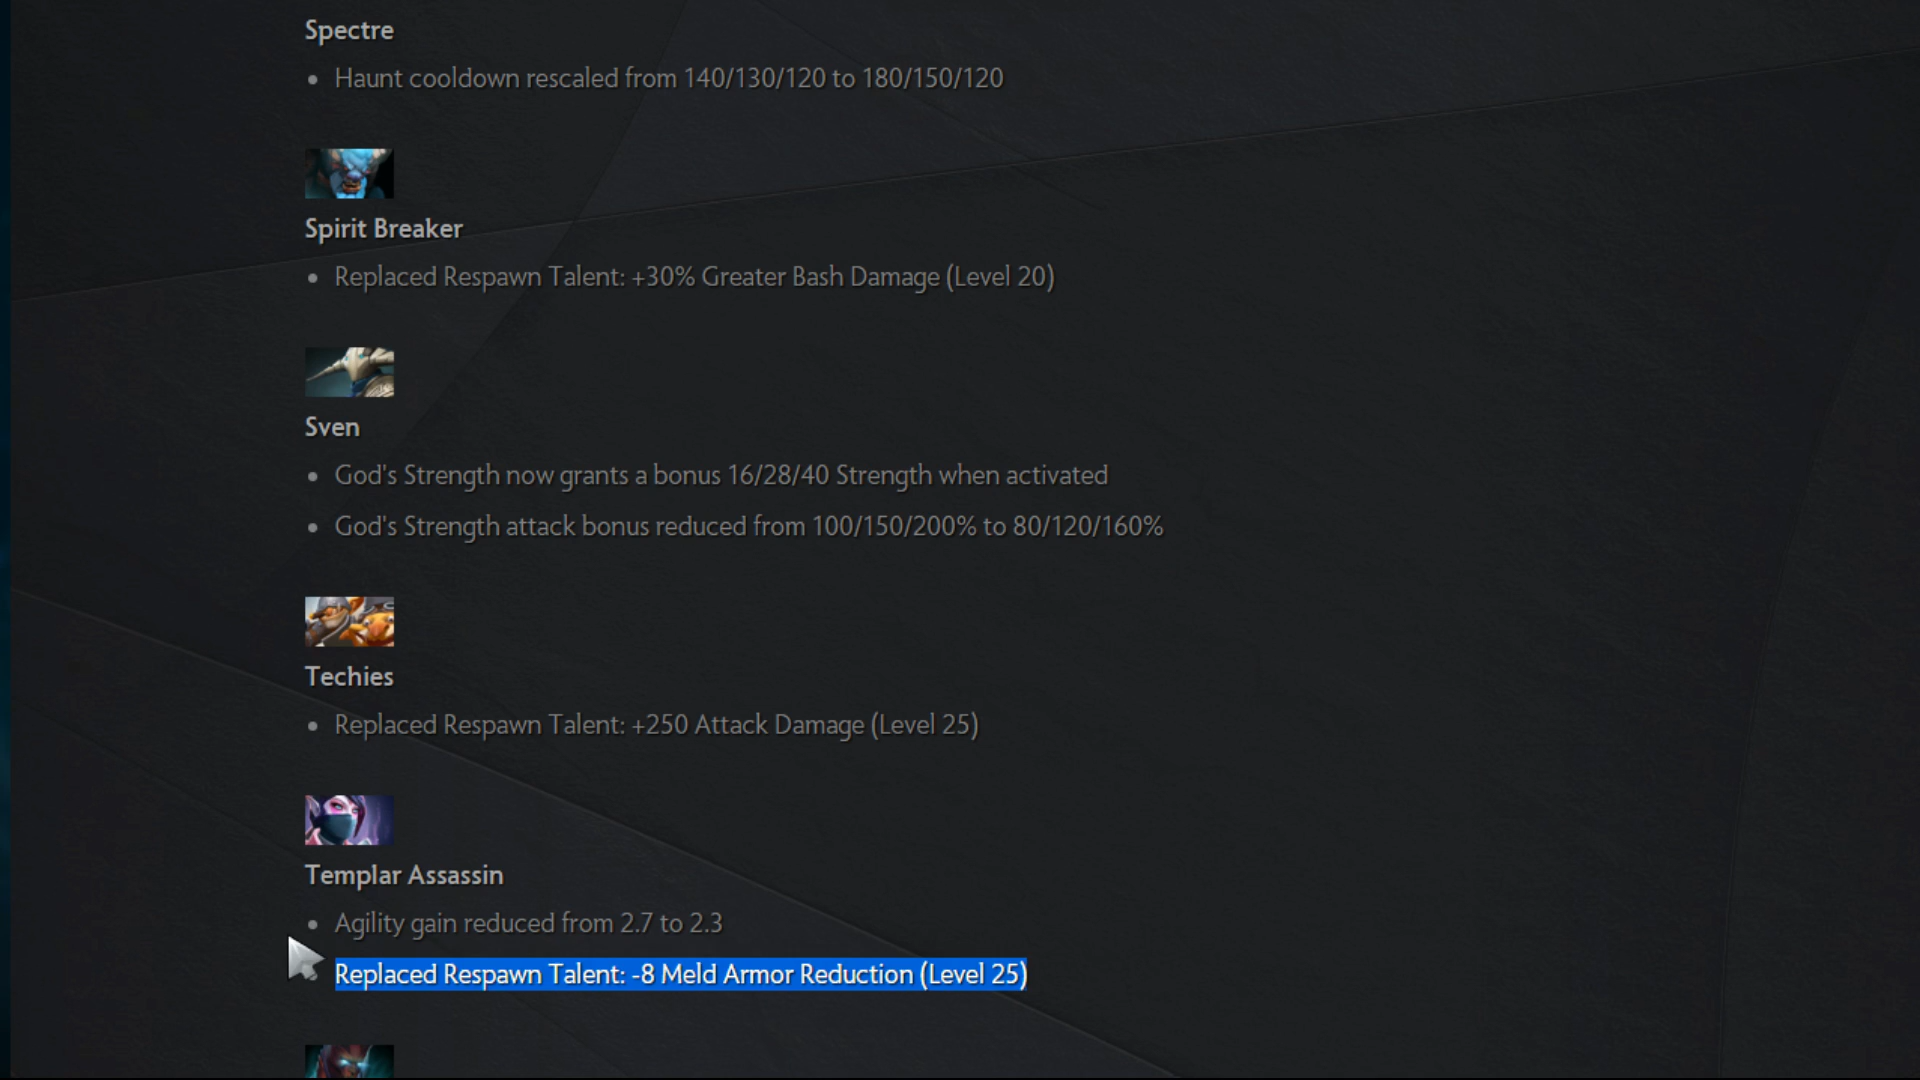 Spectre
Haunt cooldown rescaled from 140/130/120 to 180/150/120
Spirit Breaker
Replaced Respawn Talent: +30% Greater Bash Damage (Level 20)
Sven
God's Strength now grants a bonus 16/28/40 Strength when activated
God's Strength attack bonus reduced from 100/150/200% to 80/120/160%
Techies
Replaced Respawn Talent: +250 Attack Damage (Level 25)
Templar Assassin
Agility gain reduced from 2.7 to 2.3
Replaced Respawn Talent: -8 Meld Armor Reduction (Level 25)